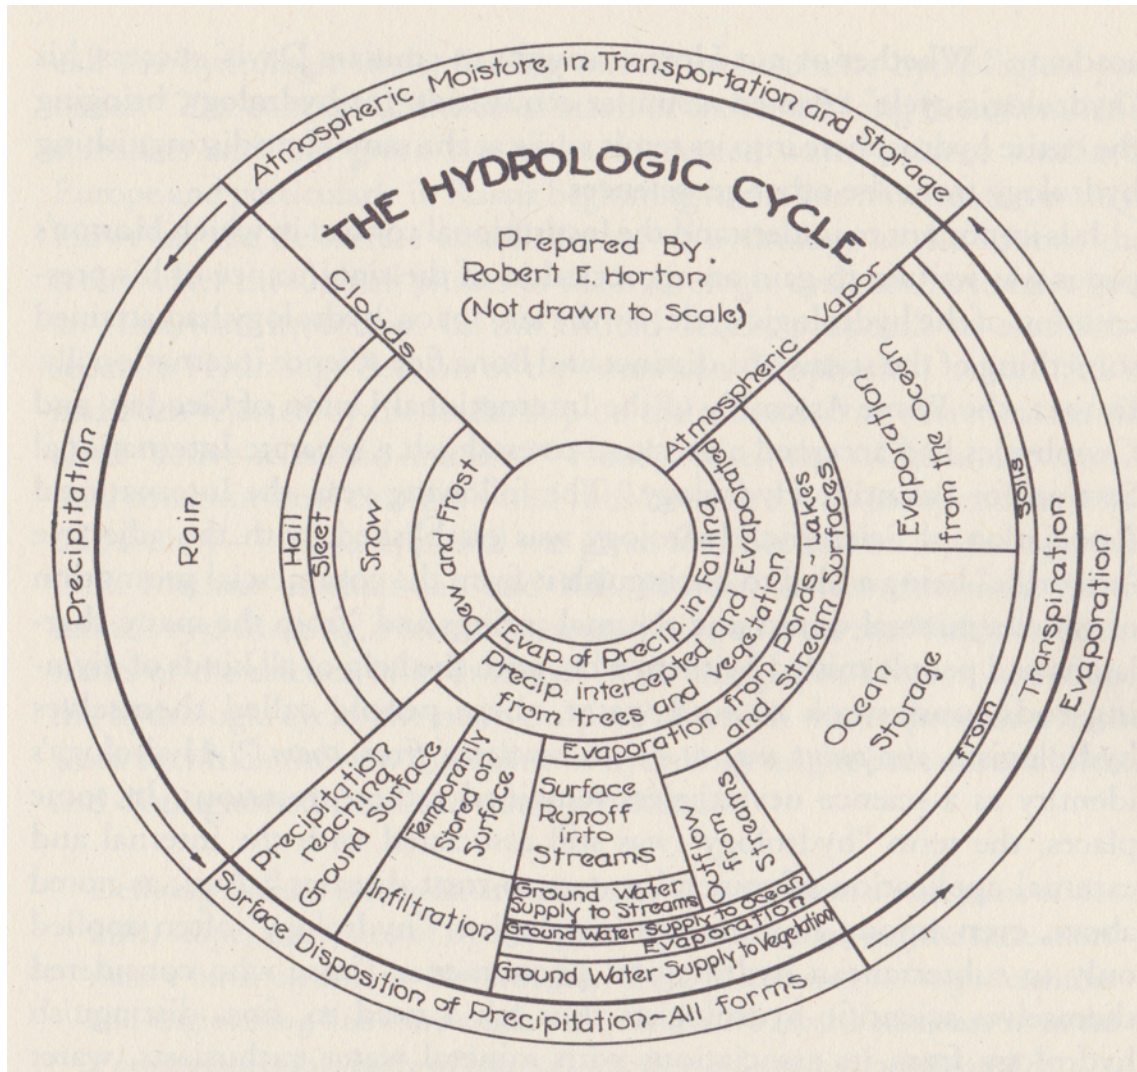 Atmospheric Moisture in Transportation and Storage
THE HYDROLOGIC CYCLE
Prepared By
Robert E. Horton.
(Not drawn to Scale)
Clouds
Atmospheric Vapor
Precipitation
Rain
Hail
Sleet
Snow
Dew and Frost
Evap. of Precip. in Falling
Precip intercepted and Evaporating
from trees and vegetation
Evaporation from Ponds-Lakes
and Stream Surfaces
Evaporation
from the ocean
Ocean
Storage
Transpiration
from Soils
Evaporation
Precipitation
reaching
Ground Surface
Temporarily
Stored on
Surface
Infiltration
Surface
Runoff
into
Streams
Outflow
from
Streams
Ground Water
Supply to Streams
Ground Water Supply to Ocean
Evaporation
Ground Water Supply to Vegetation
Surface Disposition of Precipitation-All forms